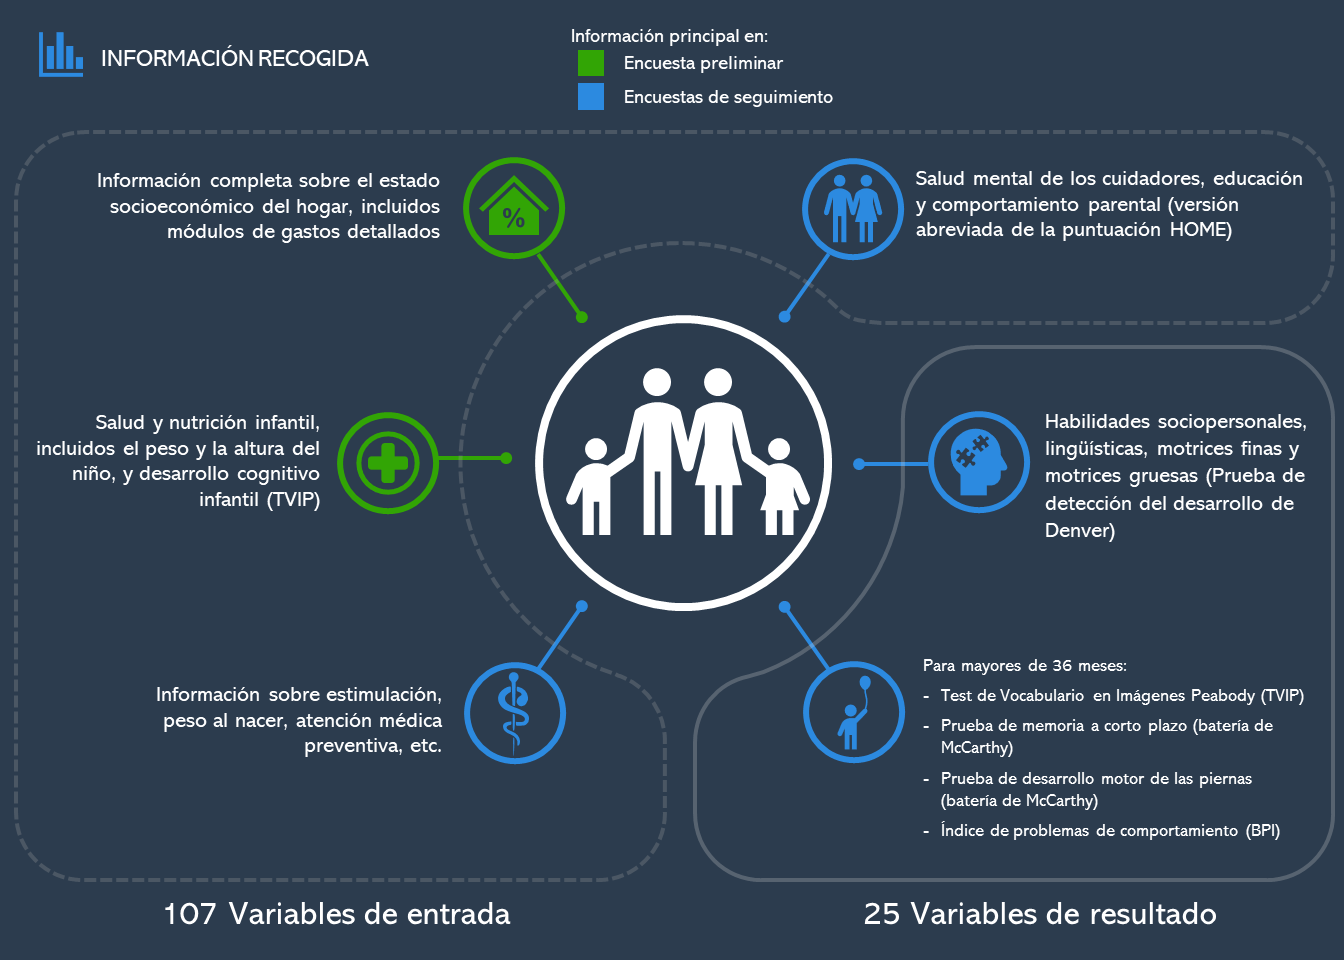 INFORMACIÓN RECOGIDA
Información principal en:
Encuesta preliminar
Encuestas de seguimiento
Información completa sobre el estado
socioeconómico del hogar, incluidos
módulos de gastos detallados
%
Salud mental de los cuidadores, educación
y comportamiento parental (versión
abreviada de la puntuación HOME)
Salud y nutrición infantil,
incluidos el peso y la altura del
niño, y desarrollo cognitivo
infantil (TVIP)
Habilidades sociopersonales,
lingüísticas, motrices finas y
motrices gruesas (Prueba de
detección del desarrollo de
Denver)
Información sobre estimulación,
peso al nacer, atención médica
preventiva, etc.
Para mayores de 36 meses:
- Test de Vocabulario en Imágenes Peabody (TVIP)
- Prueba de memoria a corto plazo (batería de
McCarthy)
- Prueba de desarrollo motor de las piernas
(batería de McCarthy)
- Índice de problemas de comportamiento (BPI)
107 Variables de entrada
25 Variables de resultado